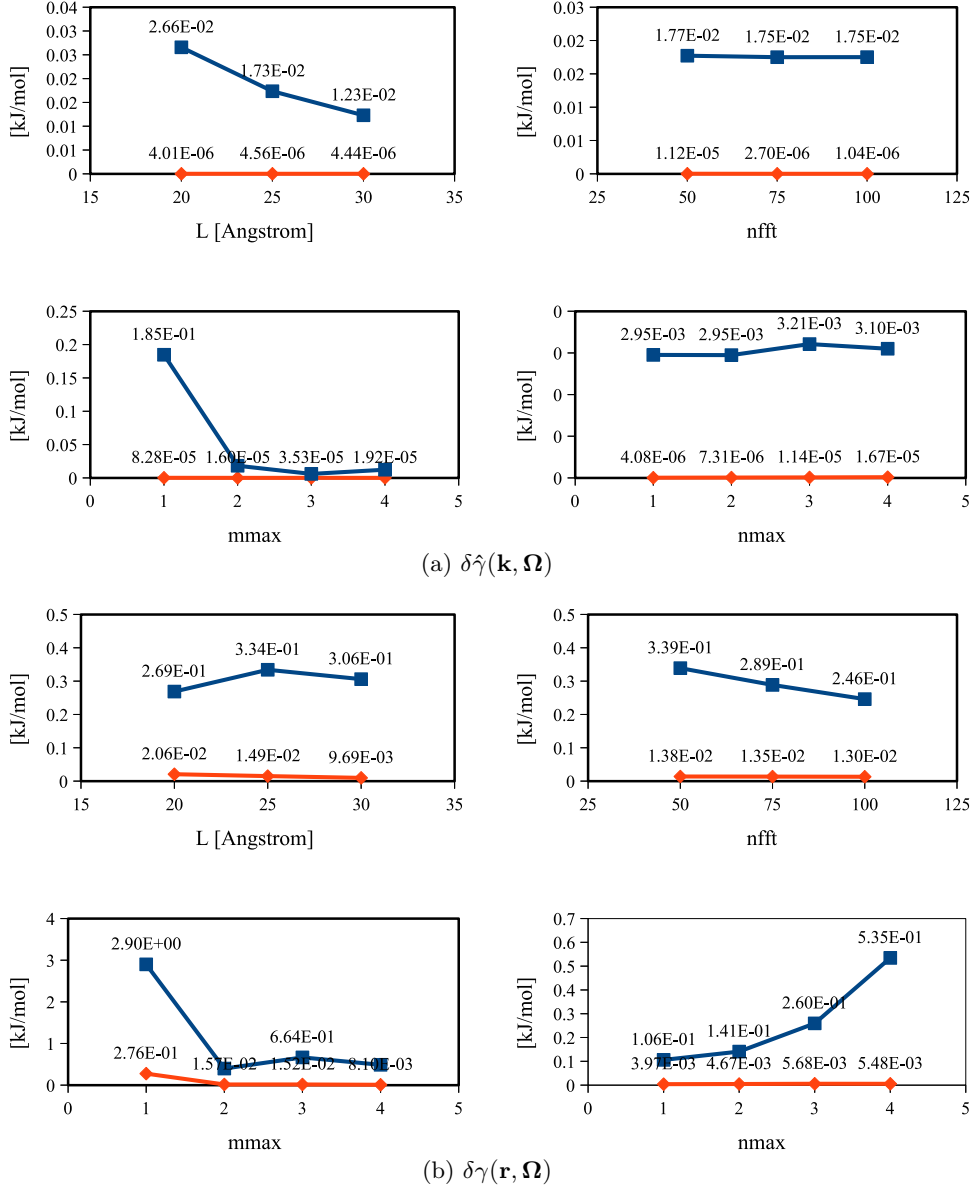 0.04
0.03
0.03
0.02
0.02
0.01
0.01
0
[kJ/mol]
2.66E-02
1.73E-02
1.23E-02
4.01E-06
4.56E-06
4.44E-06
15
20
25
30
35
L [Angstrom]
0.03
0.02
0.02
0.01
0.01
0
[kJ/mol]
1.77E-02
1.75E-02
1.75E-02
1.12E-05
2.70E-06
1.04E-06
25
50
75
100
125
nfft
0.25
0.2
0.15
0.1
0.05
0
[kJ/mol]
1.85E-01
8.28E-05
1.60E-05
3.53E-05
1.92E-05
0
1
2
3
4
5
mmax
0
0
0
0
0
[kJ/mol]
2.95E-03
2.95E-03
3.21E-03
3.10E-03
4.08E-06
7.31E-06
1.14E-05
1.67E-05
0
1
2
3
4
5
nmax
(a) δγ̂(k, Ω)
0.5
0.4
0.3
0.2
0.1
0
[kJ/mol]
2.69E-01
3.34E-01
3.06E-01
2.06E-02
1.49E-02
9.69E-03
15
20
25
30
35
L [Angstrom]
0.5
0.4
0.3
0.2
0.1
0
[kJ/mol]
3.39E-01
2.89E-01
2.46E-01
1.38E-02
1.35E-02
1.30E-02
25
50
75
100
125
nfft
4
3
2
1
0
[kJ/mol]
2.90E+00
6.64E-01
2.76E-01
1.57E-02
1.52E-02
8.10E-03
0
1
2
3
4
5
mmax
0.7
0.6
0.5
0.4
0.3
0.2
0.1
0
[kJ/mol]
1.06E-01
1.41E-01
2.60E-01
5.35E-01
3.97E-03
4.67E-03
5.68E-03
5.48E-03
0
1
2
3
4
5
nmax
(b) δγ(r, Ω)